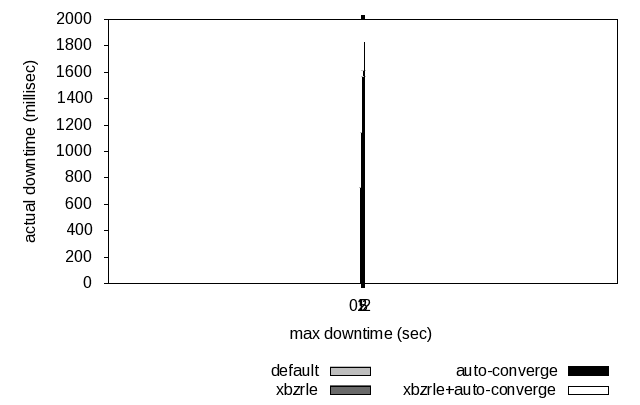 2000
1800
1600
1400
1200
1000
800
600
400
200
0
actual downtime (millisec)
max downtime (sec)
default
auto-converge
xbzrle
xbzrle+auto-converge